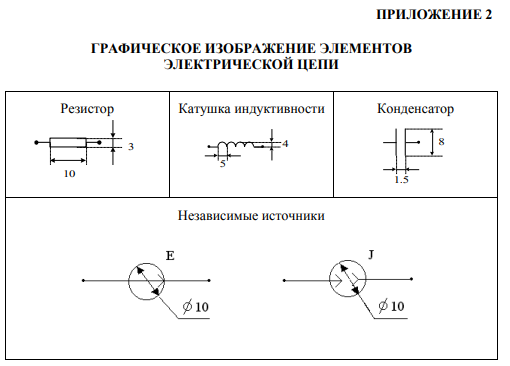 ПРИЛОЖЕНИЕ 2
ГРАФИЧЕСКОЕ ИЗОБРАЖЕНИЕ ЭЛЕМЕНТОВ
ЭЛЕКТРИЧЕСКОЙ ЦЕПИ
Резистор
3
10
Катушка индуктивности
4
5
Конденсатор
8
1.5
Независимые источники
E
∅10
J
∅10